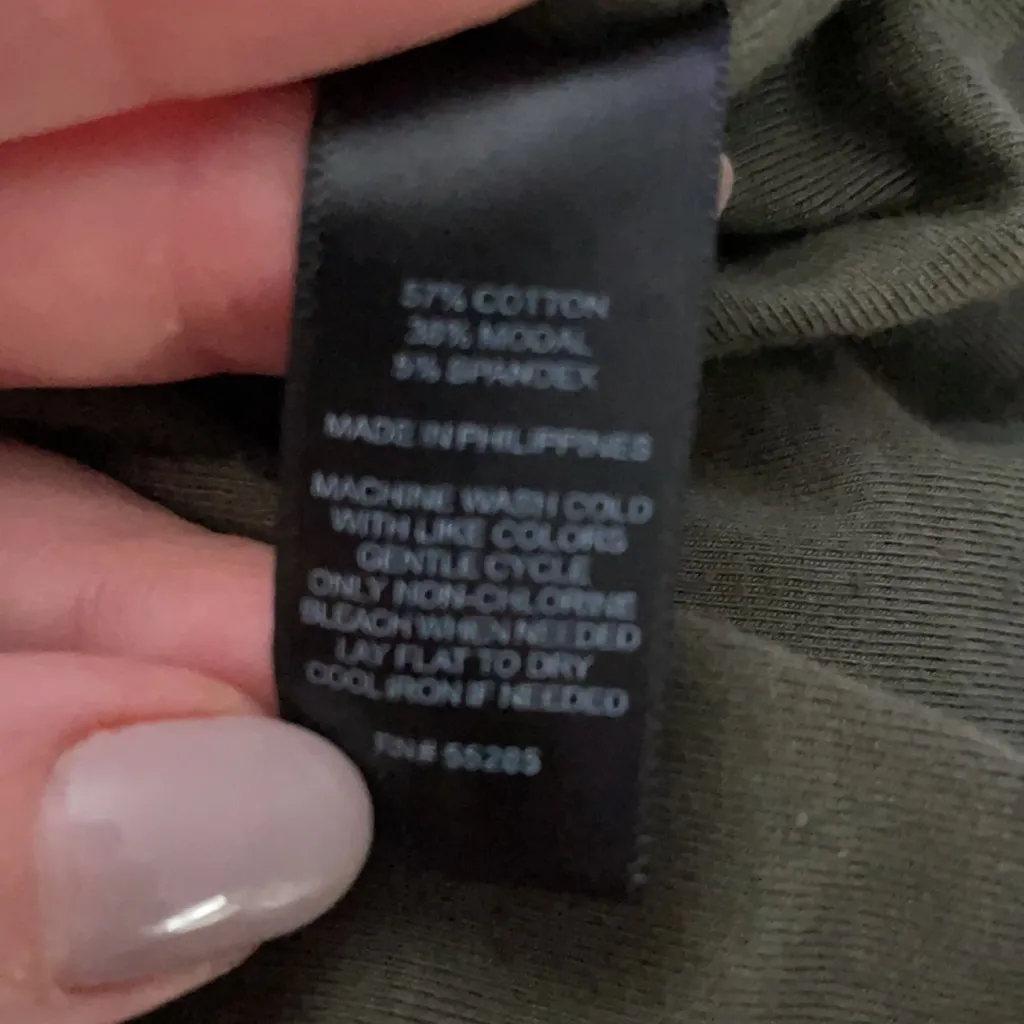 57% COTTON
38% MODAL
5% SPANDEX
MADE IN PHILIPPINES
MACHINE WASH COLD
WITH LIKE COLORS
GENTLE CYCLE
ONLY NON-CHLORINE
BLEACH WHEN NEEDED
LAY FLAT TO DRY
COOL IRON IF NEEDED
RN# 55285